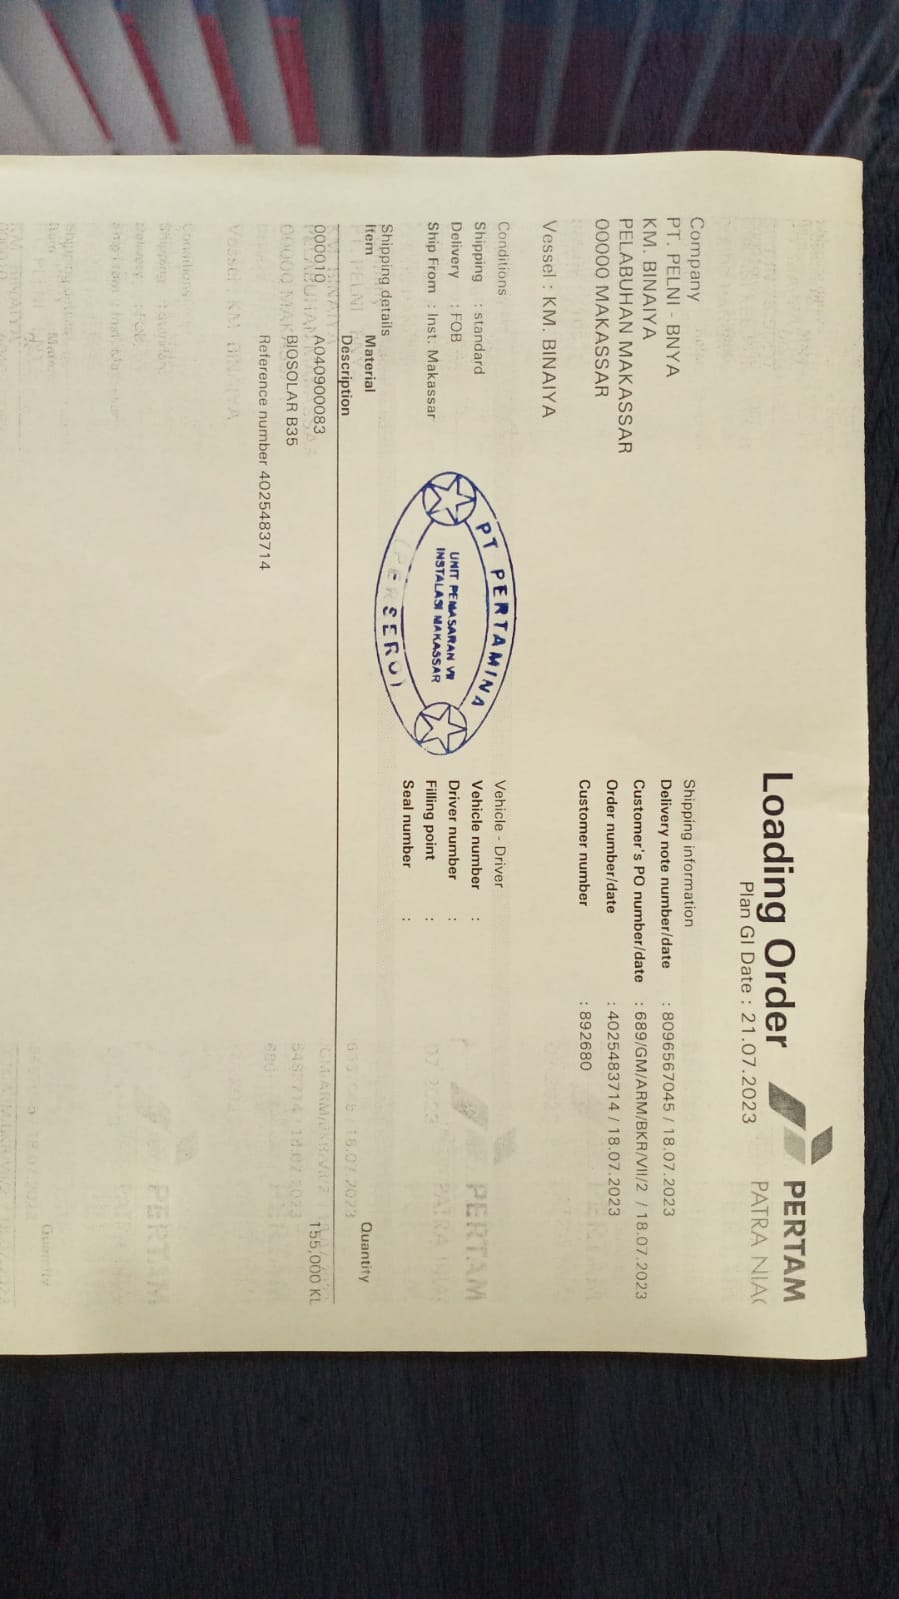 Loading Order
PERTAM
PATRA NIA
Plan GI Date : 21.07.2023
Company
PT. PELNI - BNYA
KM. BINAIYA
PELABUHAN MAKASSAR
00000 MAKASSAR
Vessel : KM. BINAIYA
Shipping information
Delivery note number/date : 8096567045 / 18.07.2023
Customer's PO number/date : 689/GM/ARM/BKR/VII/2 / 18.07.2023
Order number/date : 4025483714 / 18.07.2023
Customer number : 892680
Conditions
Shipping : standard
Delivery : FOB
Ship From : Inst. Makassar
PT PERTAMINA
UNIT PEMASARAN VII
INSTALASI MAKASSAR
(PERSERO)
Vehicle - Driver
Vehicle number :
Driver number :
Filling point :
Seal number :
Shipping details
Item Material Quantity
Description
000010 A040900083 155,000 KL
BIOSOLAR B35
Reference number 4025483714